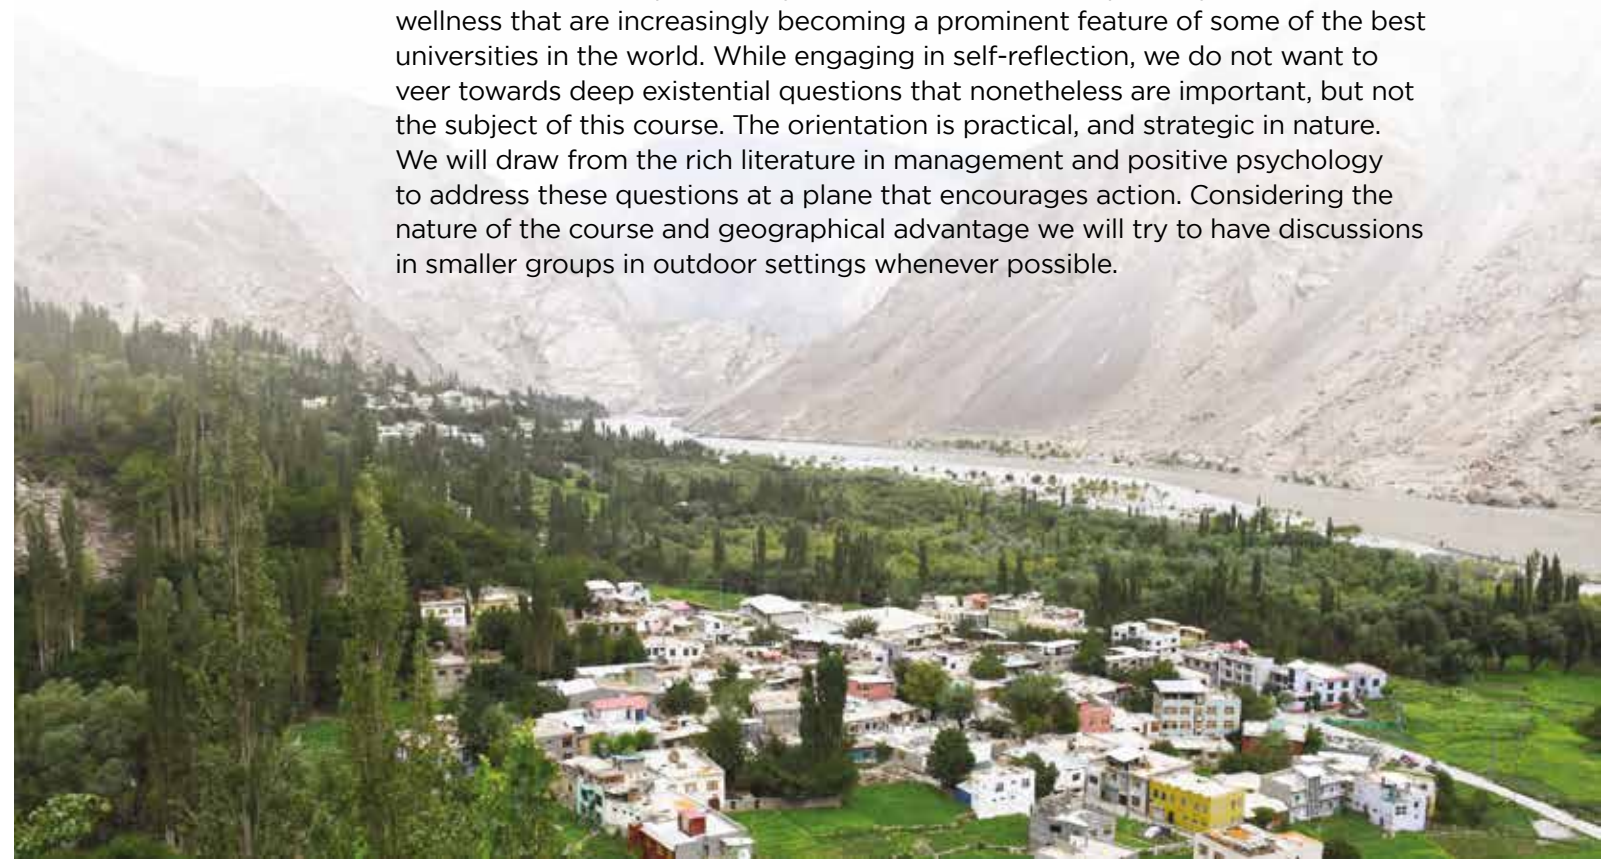 wellness that are increasingly becoming a prominent feature of some of the best
universities in the world. While engaging in self-reflection, we do not want to
veer towards deep existential questions that nonetheless are important, but not
the subject of this course. The orientation is practical, and strategic in nature.
We will draw from the rich literature in management and positive psychology
to address these questions at a plane that encourages action. Considering the
nature of the course and geographical advantage we will try to have discussions
in smaller groups in outdoor settings whenever possible.